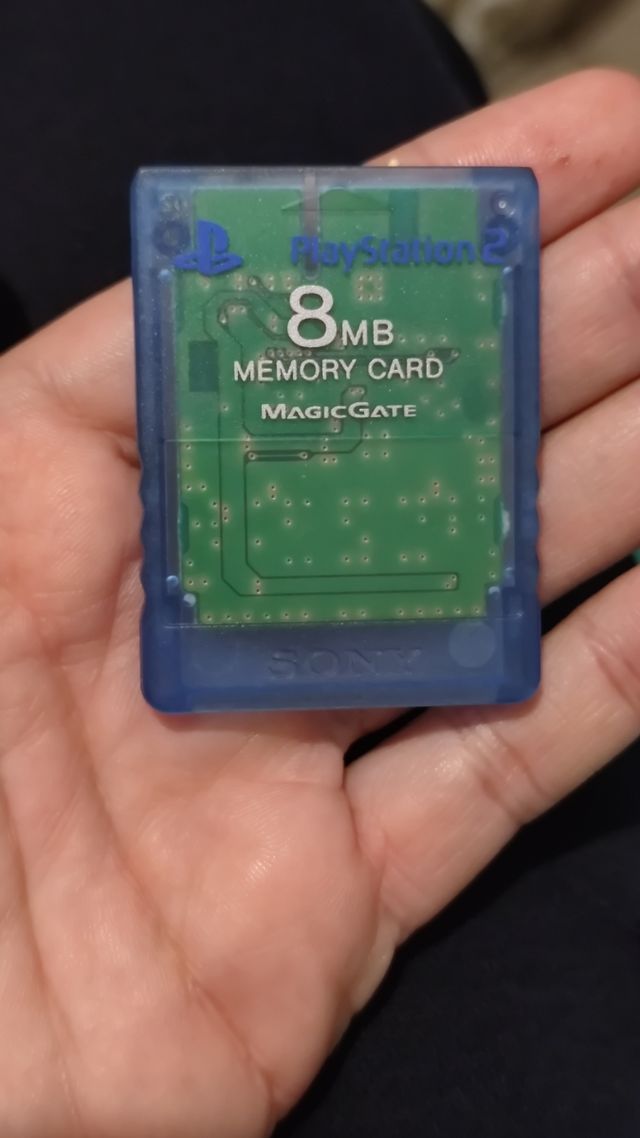 PlayStation 2
8MB
MEMORY CARD
MAGICGATE
SONY